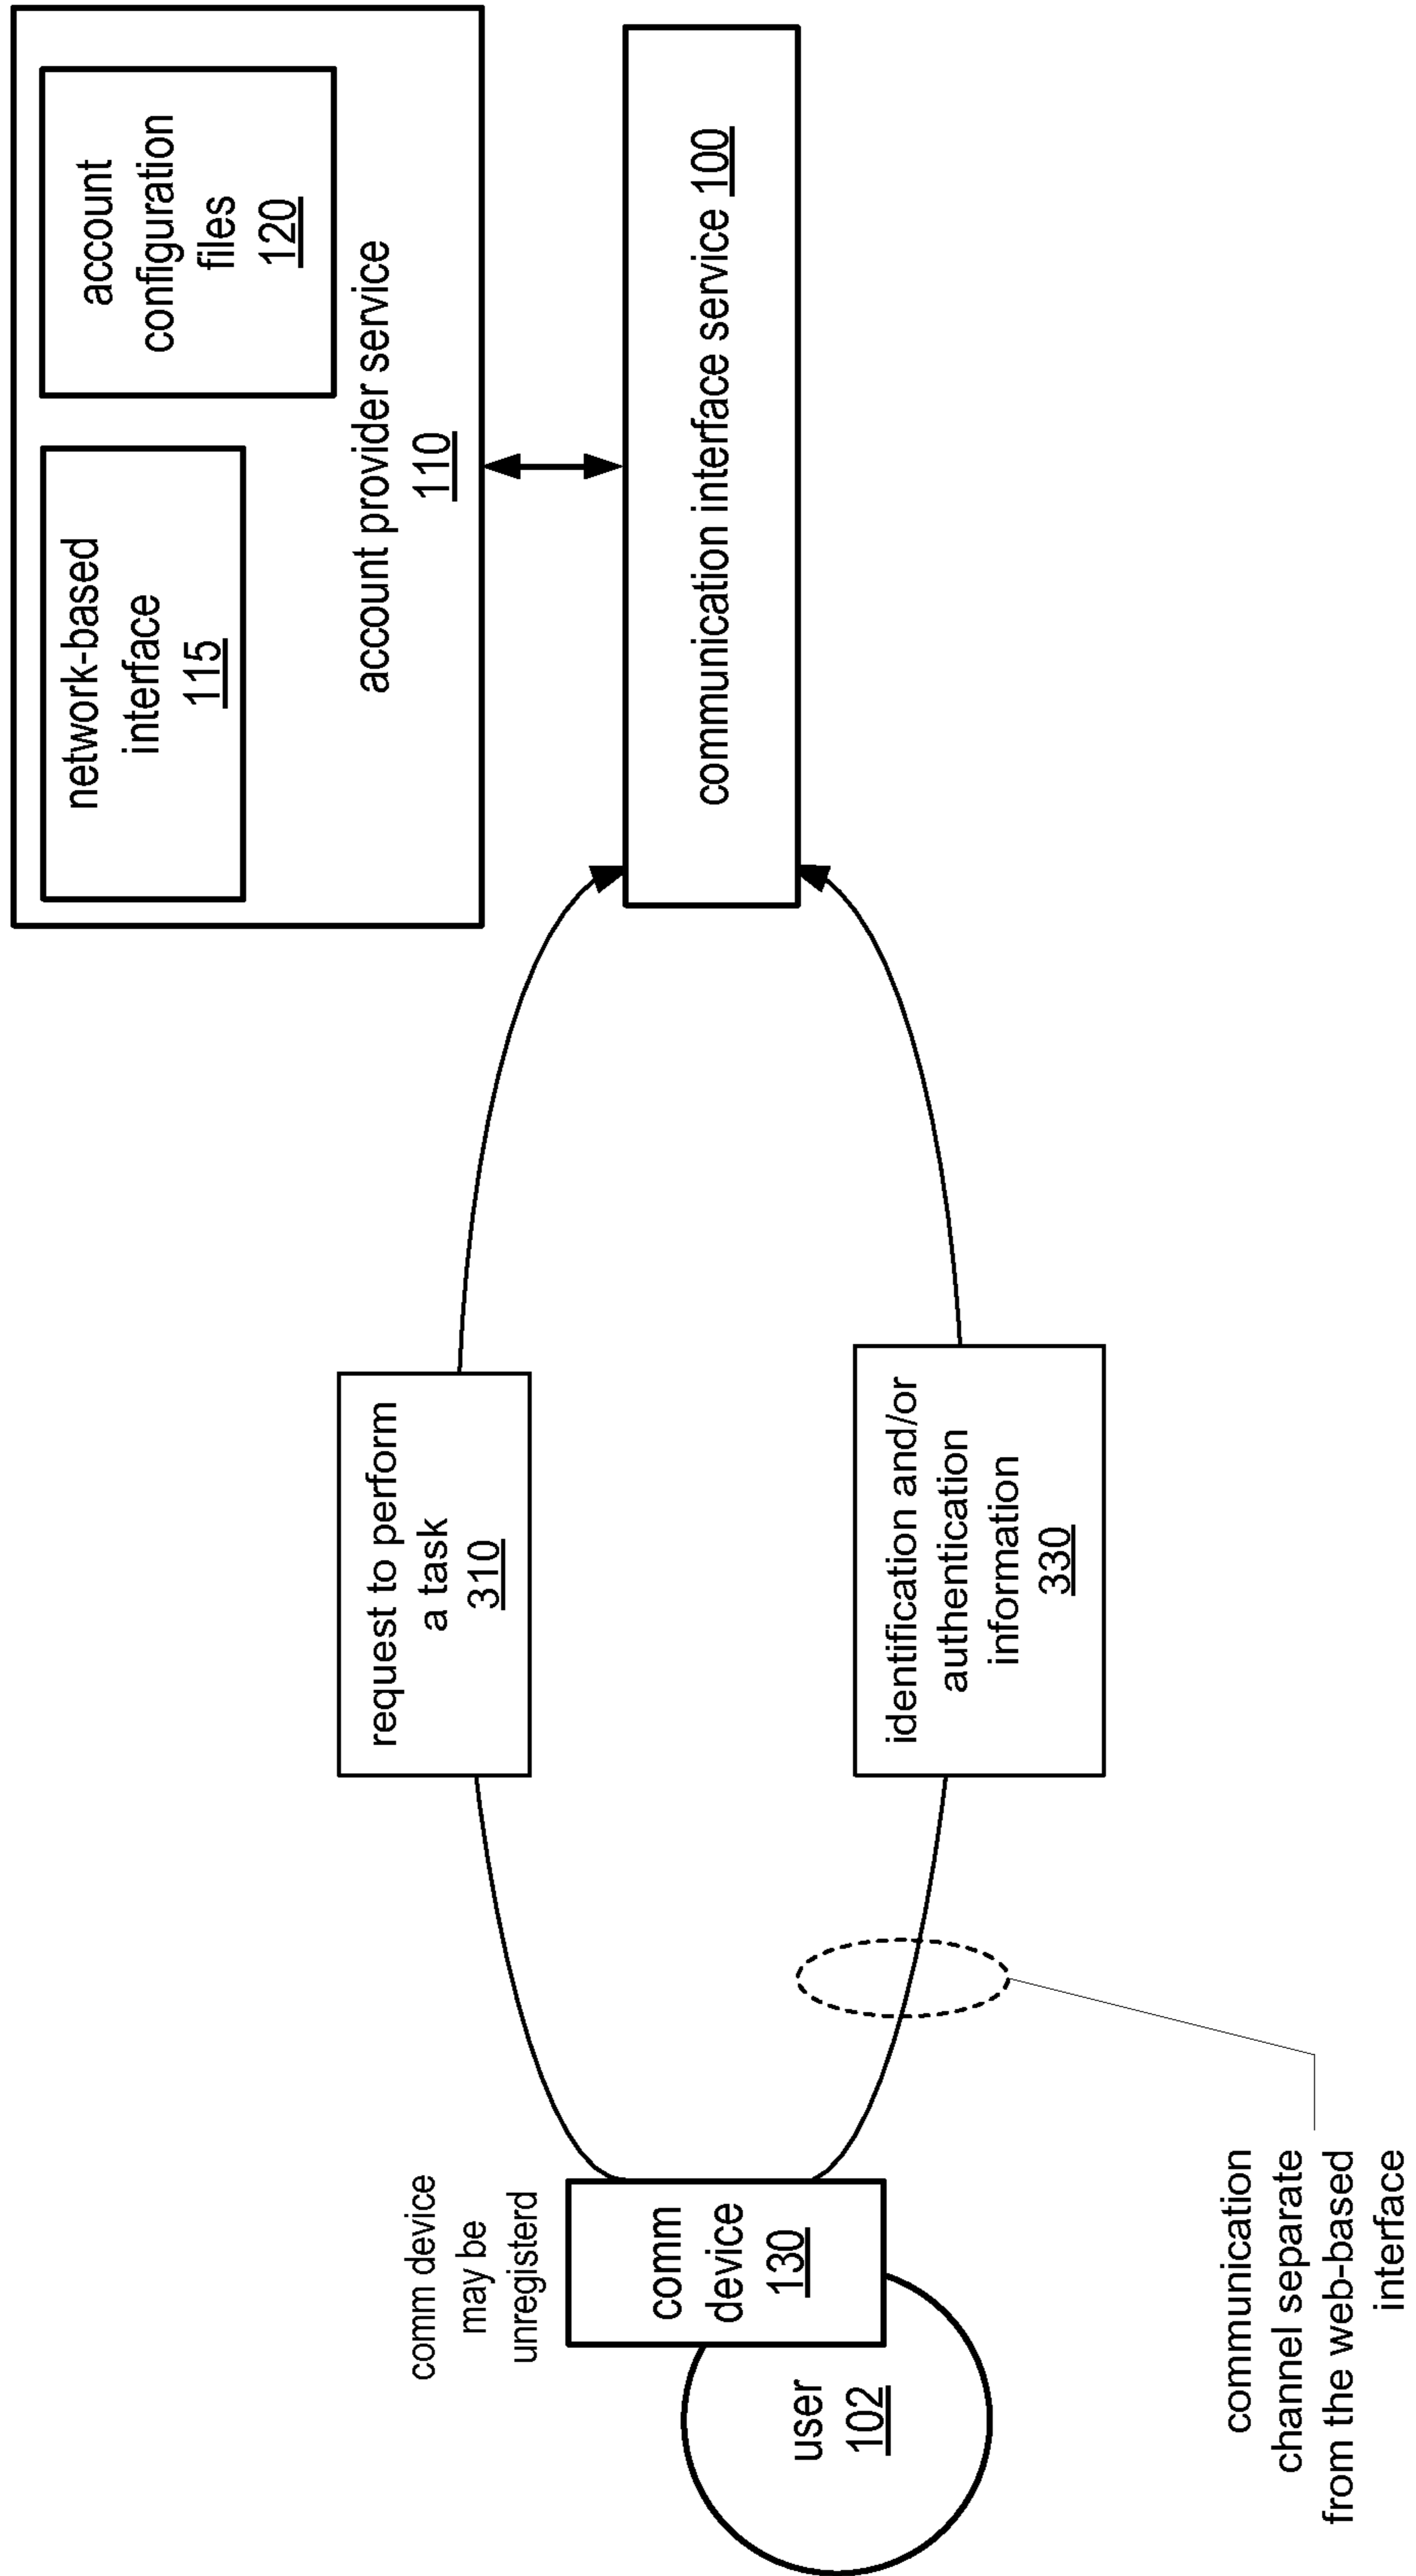 network-based
interface
115
account
configuration
files
120
account provider service
110
communication interface service 100
request to perform
a task
310
identification and/or
authentication
information
330
comm device
may be
unregisterd
comm
device
130
user
102
communication
channel separate
from the web-based
interface